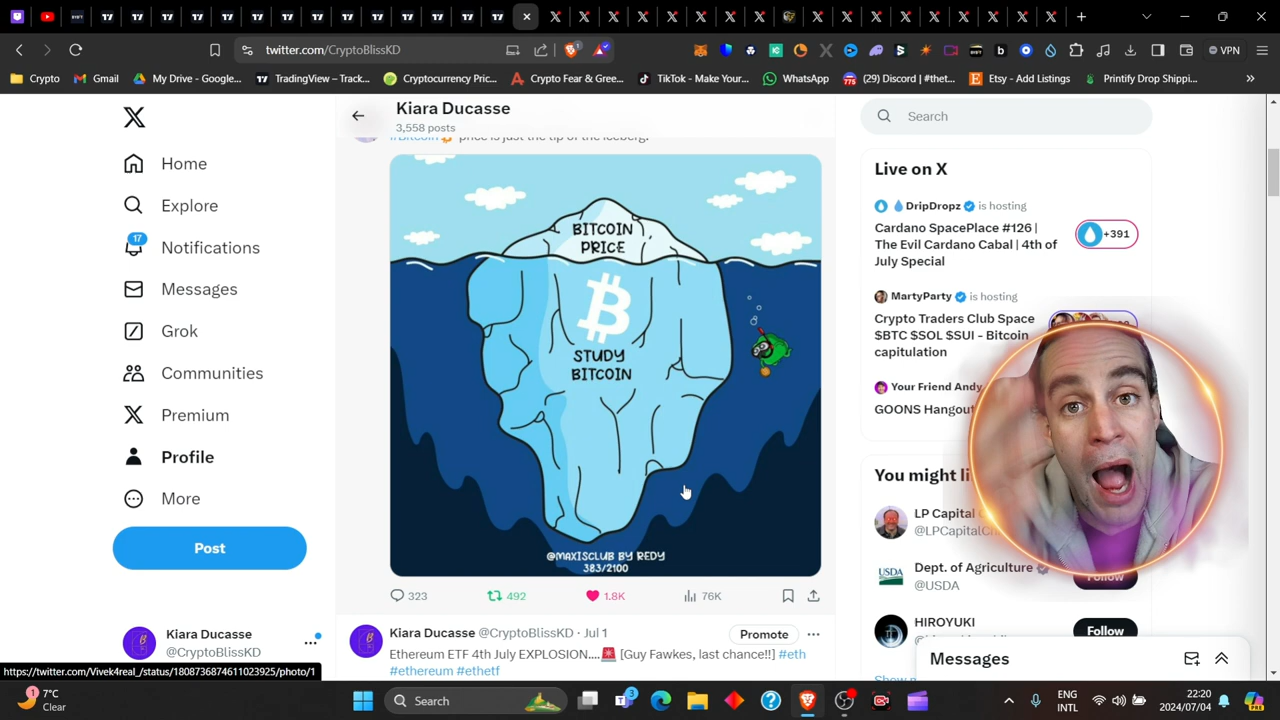 twitter.com/CryptoBlissKD
VPN
Crypto
Gmail
My Drive - Google...
TradingView – Track...
Cryptocurrency Pric...
Crypto Fear & Gree...
TikTok - Make Your...
WhatsApp
(29) Discord | #thet...
Etsy - Add Listings
Printify Drop Shippi...
Kiara Ducasse
3,558 posts
#Bitcoin price is just the tip of the iceberg.
Home
Explore
17
Notifications
Messages
Grok
Communities
Premium
Profile
More
Post
Kiara Ducasse
@CryptoBlissKD
BITCOIN
PRICE
STUDY
BITCOIN
@MAXISCLUB BY REDY
383/2100
323
492
1.8K
76K
Kiara Ducasse @CryptoBlissKD · Jul 1
Promote
Ethereum ETF 4th July EXPLOSION.... [Guy Fawkes, last chance!!] #eth
#ethereum #ethetf
Search
Live on X
DripDropz is hosting
Cardano SpacePlace #126 |
The Evil Cardano Cabal | 4th of
July Special
+391
MartyParty is hosting
Crypto Traders Club Space
$BTC $SOL $SUI - Bitcoin
capitulation
Your Friend Andy
GOONS Hangout
You might li
LP Capital
@LPCapitalCh
Dept. of Agriculture
@USDA
Follow
HIROYUKI
Follow
Messages
https://twitter.com/Vivek4real_/status/1808736874611023925/photo/1
7°C
Clear
Search
3
ENG
INTL
22:20
2024/07/04